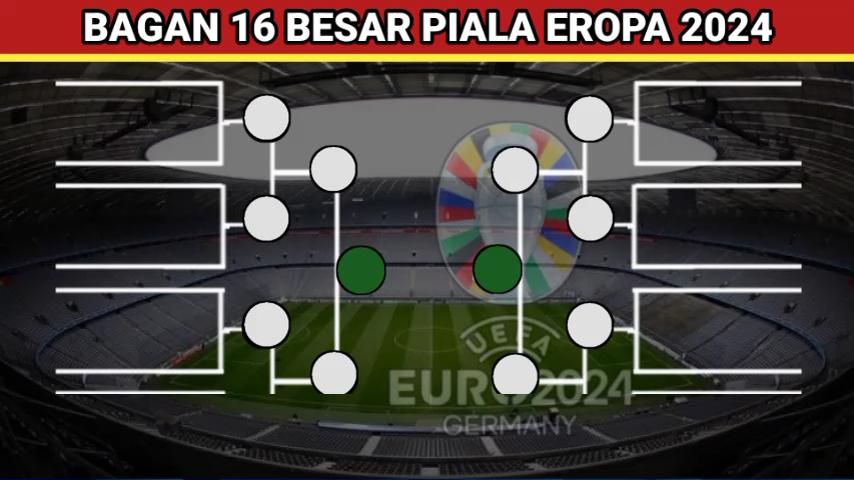 BAGAN 16 BESAR PIALA EROPA 2024
UEFA
EURO2024
GERMANY